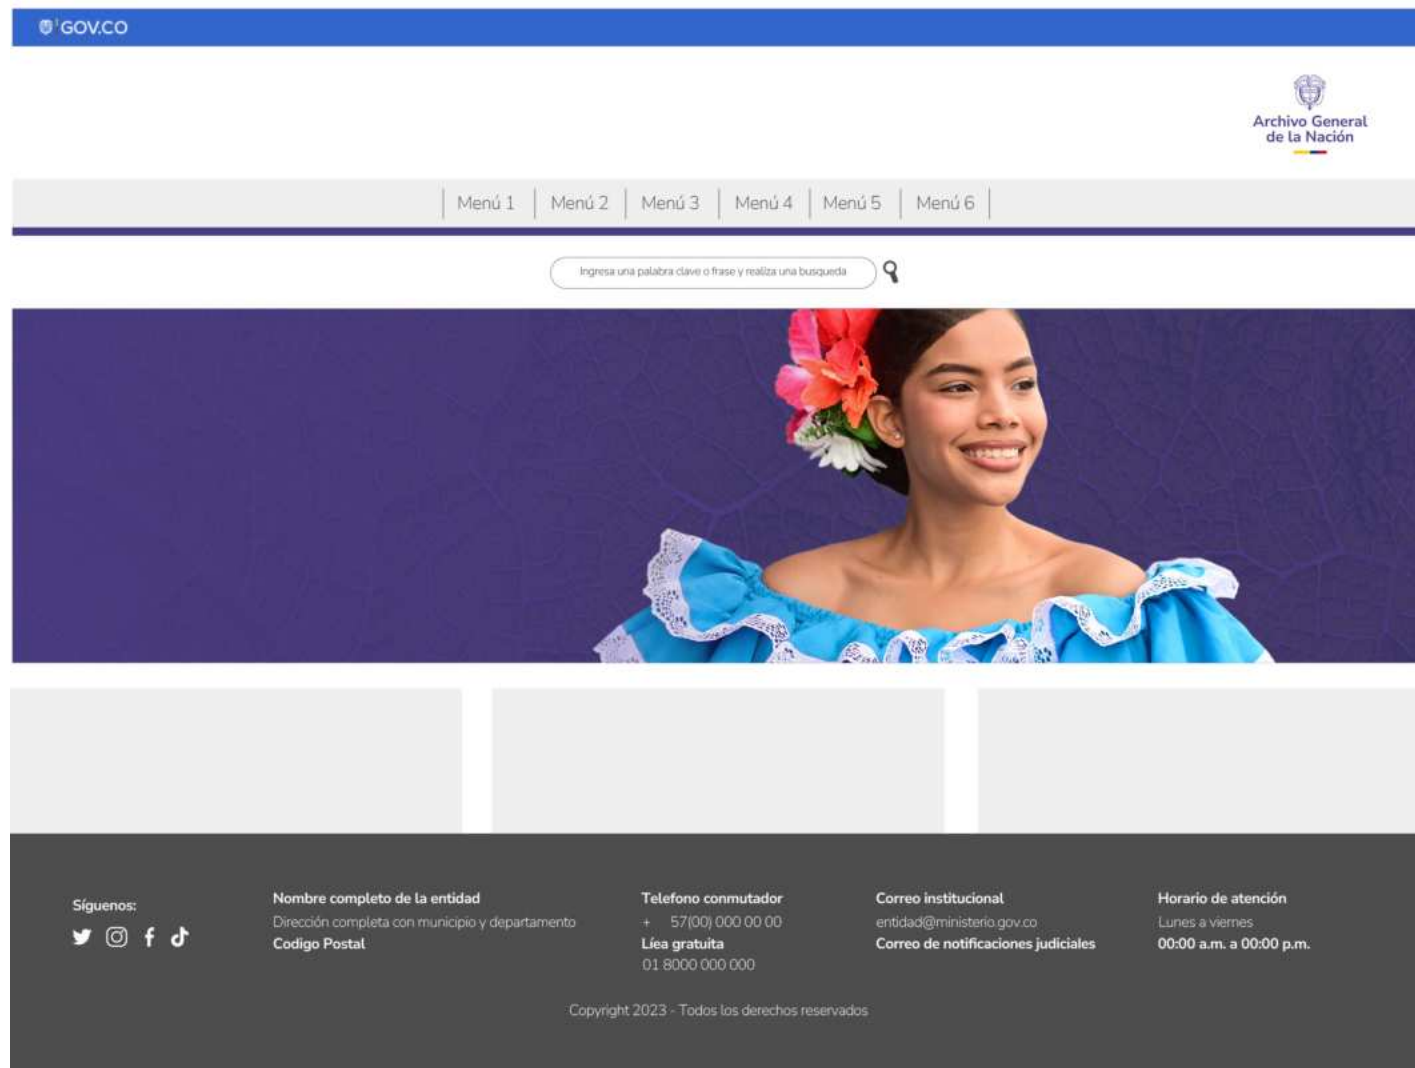 GOV.CO
Archivo General
de la Nación
Menú 1 Menú 2 Menú 3 Menú 4 Menú 5 Menú 6
Ingresa una palabra clave o frase y realiza una busqueda
Síguenos:
Nombre completo de la entidad
Dirección completa con municipio y departamento
Codigo Postal
Telefono conmutador
+ 57(00) 000 00 00
Líea gratuita
01 8000 000 000
Correo institucional
entidad@ministerio.gov.co
Correo de notificaciones judiciales
Horario de atención
Lunes a viernes
00:00 a.m. a 00:00 p.m.
Copyright 2023 - Todos los derechos reservados